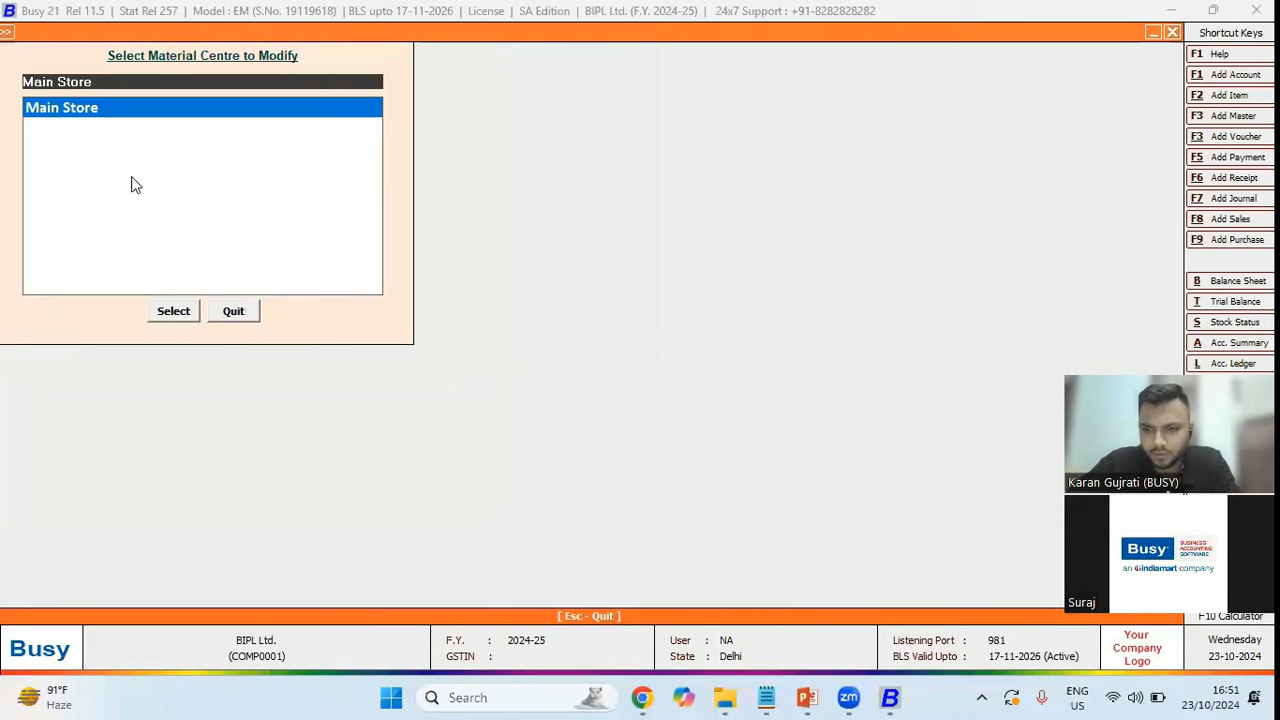 Busy 21 Rel 11.5 | Stat Rel 257 | Model : EM (S.No. 19119618) | BLS upto 17-11-2026 | License | SA Edition | BIPL Ltd. (F.Y. 2024-25) | 24x7 Support : +91-8282828282
>>
Shortcut Keys
Select Material Centre to Modify
Main Store
Main Store
Select
Quit
F1 Help
F1 Add Account
F2 Add Item
F3 Add Master
F3 Add Voucher
F5 Add Payment
F6 Add Receipt
F7 Add Journal
F8 Add Sales
F9 Add Purchase
B Balance Sheet
T Trial Balance
S Stock Status
A Acc. Summary
L Acc. Ledger
Karan Gujrati (BUSY)
Busy BUSINESS ACCOUNTING SOFTWARE
an indiamart company
Suraj
[ Esc - Quit ]
F10 Calculator
Busy
BIPL Ltd.
(COMP0001)
F.Y. : 2024-25
GSTIN :
User : NA
State : Delhi
Listening Port : 981
BLS Valid Upto : 17-11-2026 (Active)
Your
Company
Logo
Wednesday
23-10-2024
91°F
Haze
Search
ENG
US
16:51
23/10/2024